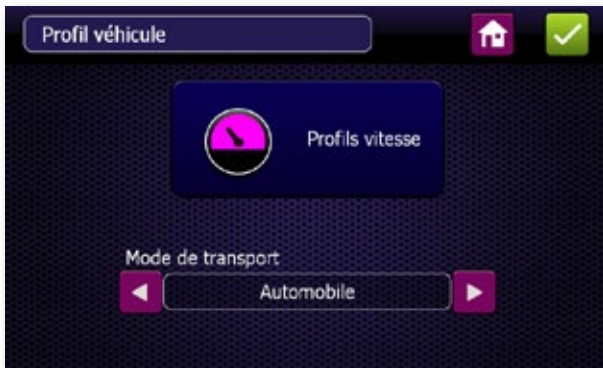 Profil véhicule
Profils vitesse
Mode de transport
Automobile